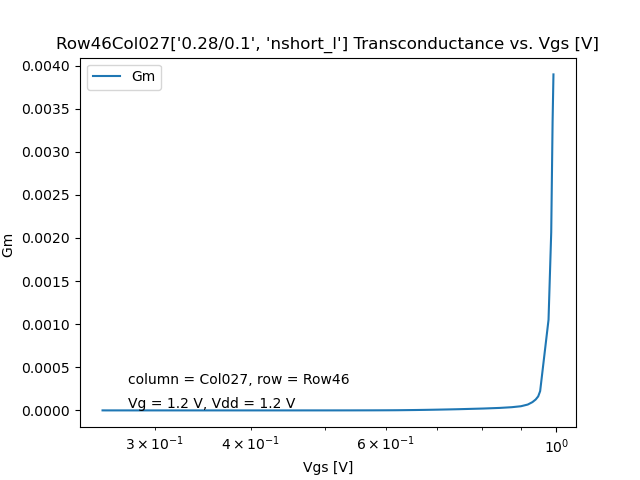 Row46Col027['0.28/0.1', 'nshort_l'] Transconductance vs. Vgs [V]
Gm
0.0040
0.0035
0.0030
0.0025
0.0020
0.0015
0.0010
0.0005
0.0000
Gm
column = Col027, row = Row46
Vg = 1.2 V, Vdd = 1.2 V
3 × 10⁻¹ 4 × 10⁻¹ 6 × 10⁻¹ 10⁰
Vgs [V]